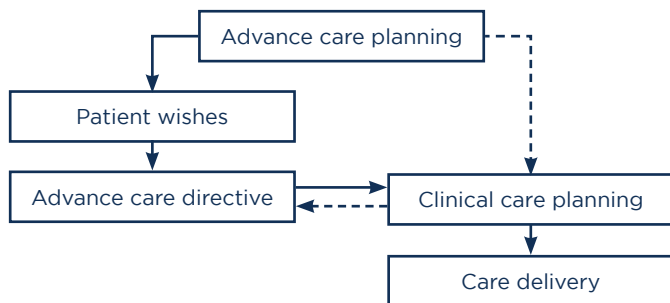 Advance care planning
Patient wishes
Advance care directive
Clinical care planning
Care delivery